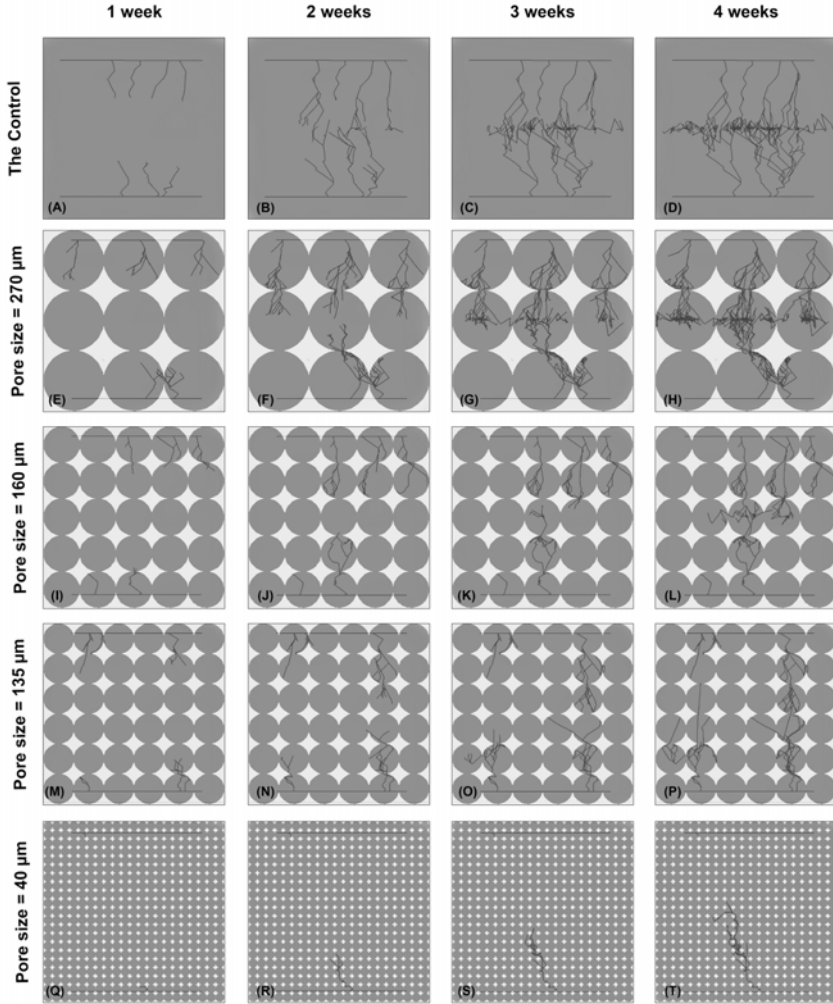 1 week 2 weeks 3 weeks 4 weeks
The Control
(A) (B) (C) (D)
Pore size = 270 µm
(E) (F) (G) (H)
Pore size = 160 µm
(I) (J) (K) (L)
Pore size = 135 µm
(M) (N) (O) (P)
Pore size = 40 µm
(Q) (R) (S) (T)